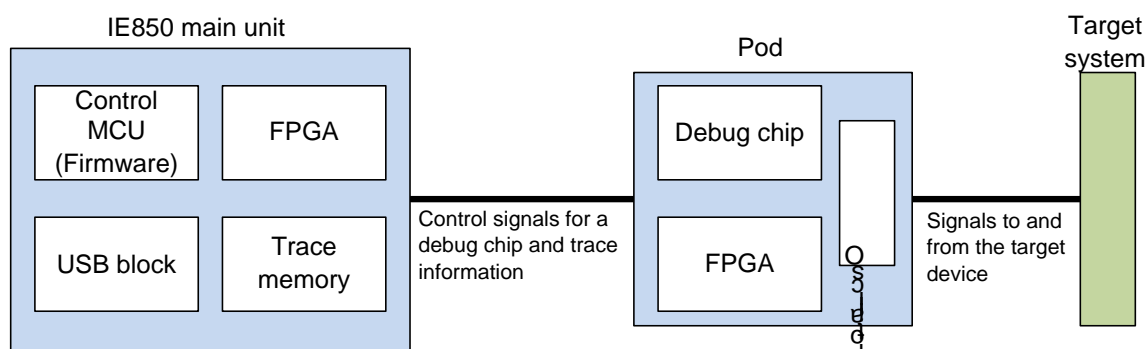 IE850 main unit
Control
MCU
(Firmware)
FPGA
USB block
Trace
memory
Control signals for a
debug chip and trace
information
Pod
Debug chip
FPGA
Signals to and
from the target
device
Target
system